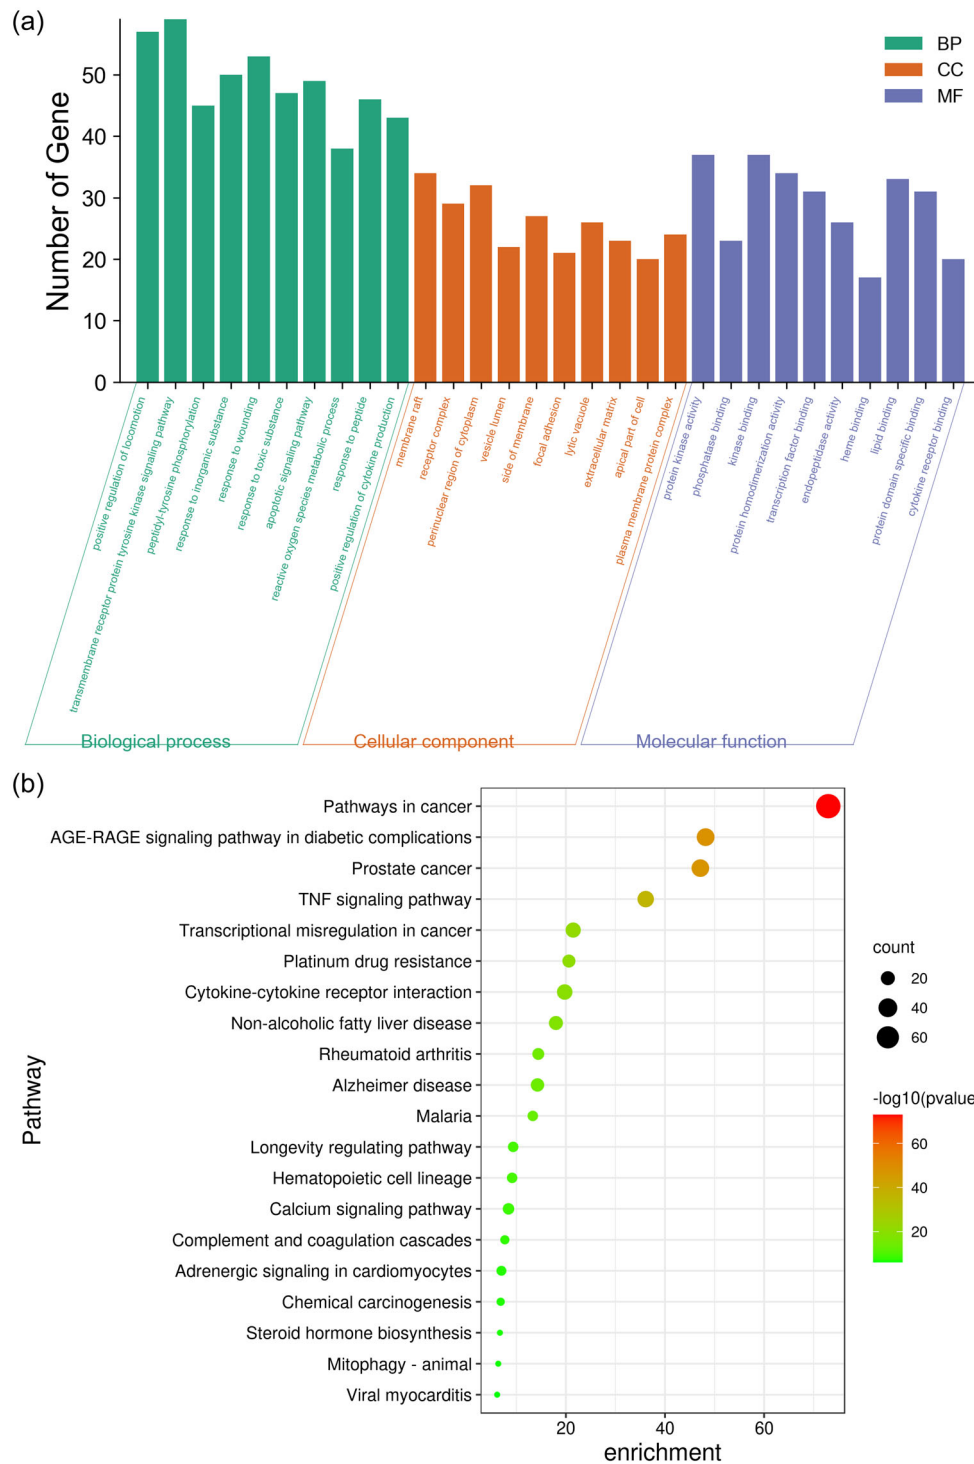 (a)
BP
CC
MF
Number of Gene
50
40
30
20
10
0
positive regulation of locomotion
transmembrane receptor protein tyrosine kinase signaling pathway
peptidyl-tyrosine phosphorylation
response to inorganic substance
response to wounding
response to toxic substance
apoptotic signaling pathway
reactive oxygen species metabolic process
response to peptide
positive regulation of cytokine production
membrane raft
receptor complex
perinuclear region of cytoplasm
vesicle lumen
side of membrane
focal adhesion
lytic vacuole
extracellular matrix
apical part of cell
plasma membrane protein complex
protein kinase activity
phosphatase binding
kinase binding
protein homodimerization activity
transcription factor binding
endopeptidase activity
heme binding
lipid binding
protein domain specific binding
cytokine receptor binding
Biological process
Cellular component
Molecular function
(b)
Pathway
Pathways in cancer
AGE-RAGE signaling pathway in diabetic complications
Prostate cancer
TNF signaling pathway
Transcriptional misregulation in cancer
Platinum drug resistance
Cytokine-cytokine receptor interaction
Non-alcoholic fatty liver disease
Rheumatoid arthritis
Alzheimer disease
Malaria
Longevity regulating pathway
Hematopoietic cell lineage
Calcium signaling pathway
Complement and coagulation cascades
Adrenergic signaling in cardiomyocytes
Chemical carcinogenesis
Steroid hormone biosynthesis
Mitophagy - animal
Viral myocarditis
20
40
60
enrichment
count
20
40
60
-log10(pvalue
60
40
20